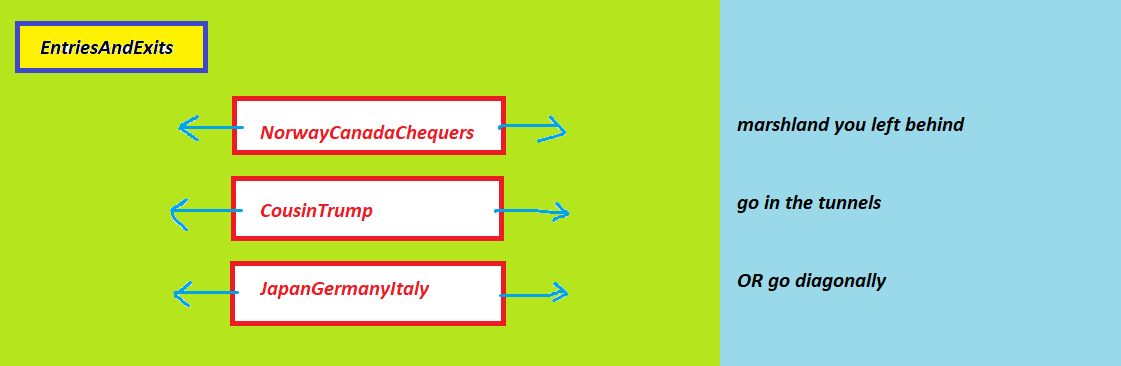 EntriesAndExits
NorwayCanadaChequers
marshland you left behind
CousinTrump
go in the tunnels
JapanGermanyItaly
OR go diagonally